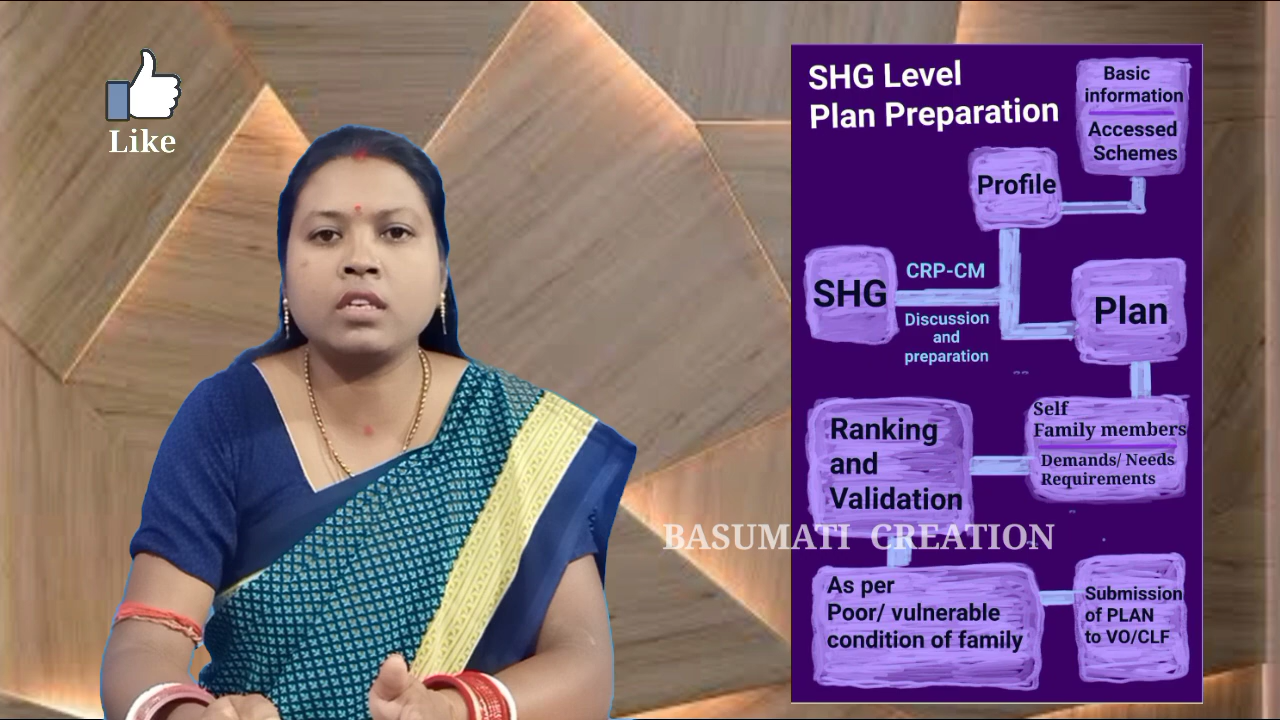 Like
SHG Level
Plan Preparation
Basic
information
Accessed
Schemes
Profile
SHG
CRP-CM
Discussion
and
preparation
Plan
Self
Family members
Demands/ Needs
Requirements
Ranking
and
Validation
BASUMATI CREATION
As per
Poor/ vulnerable
condition of family
Submission
of PLAN
to VO/CLF